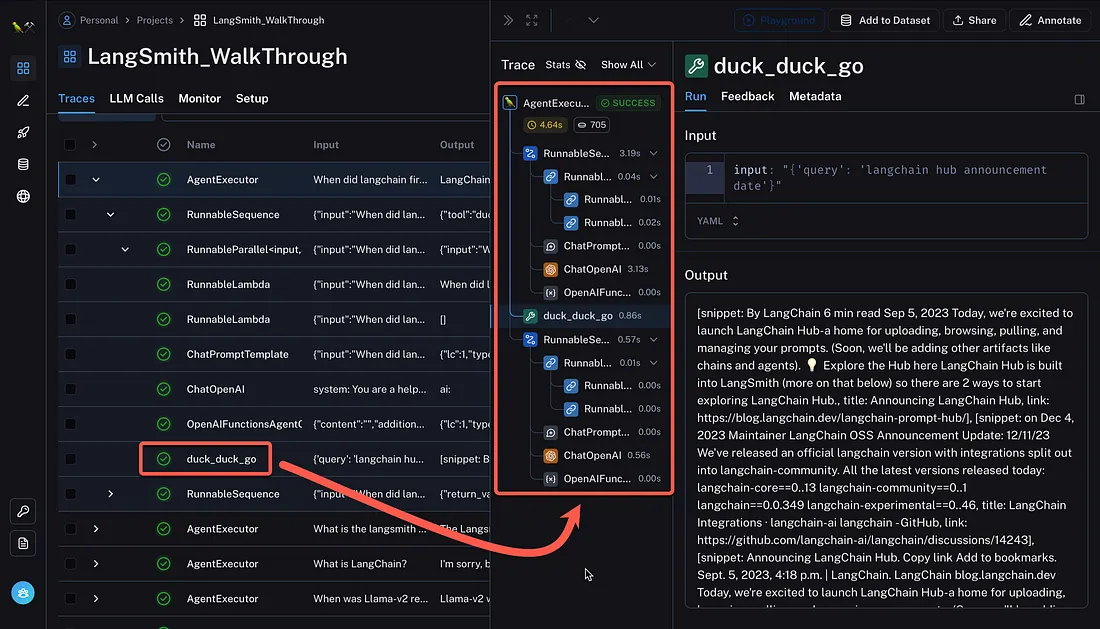 Personal > Projects > LangSmith_WalkThrough
LangSmith_WalkThrough
Traces LLM Calls Monitor Setup
Name Input Output
AgentExecutor When did langchain fir... LangChain
RunnableSequence {"input":"When did lan... {"tool":"du
RunnableParallel<input, {"input":"When did lan... {"input":"W
RunnableLambda {"input":"When did lan... When did l
RunnableLambda {"input":"When did lan... []
ChatPromptTemplate {"input":"When did lan... {"lc":1,"type
ChatOpenAI system: You are a help... ai:
OpenAIFunctionsAgentC {"content":"","addition... {"lc":1,"type
duck_duck_go {'query': 'langchain hu... [snippet: B
RunnableSequence {"input":"When did lan... {"return_va
AgentExecutor What is the langsmith ... The Langs
AgentExecutor What is LangChain? I'm sorry, b
AgentExecutor When was Llama-v2 re... Llama-v2 w
Trace Stats Show All
AgentExecu... SUCCESS
4.64s 705
RunnableSe... 3.19s
Runnabl... 0.04s
Runnabl... 0.01s
Runnabl... 0.02s
ChatPrompt... 0.00s
ChatOpenAI 3.13s
OpenAIFunc... 0.00s
duck_duck_go 0.86s
RunnableSe... 0.57s
Runnabl... 0.01s
Runnabl... 0.00s
Runnabl... 0.00s
ChatPrompt... 0.00s
ChatOpenAI 0.56s
OpenAIFunc... 0.00s
Playground Add to Dataset Share Annotate
duck_duck_go
Run Feedback Metadata
Input
1 input: "{'query': 'langchain hub announcement
date'}"
YAML
Output
[snippet: By LangChain 6 min read Sep 5, 2023 Today, we're excited to
launch LangChain Hub-a home for uploading, browsing, pulling, and
managing your prompts. (Soon, we'll be adding other artifacts like
chains and agents). 💡 Explore the Hub here LangChain Hub is built
into LangSmith (more on that below) so there are 2 ways to start
exploring LangChain Hub., title: Announcing LangChain Hub, link:
https://blog.langchain.dev/langchain-prompt-hub/], [snippet: on Dec 4,
2023 Maintainer LangChain OSS Announcement Update: 12/11/23
We've released an official langchain version with integrations split out
into langchain-community. All the latest versions released today:
langchain-core==0..13 langchain-community==0..1
langchain==0.0.349 langchain-experimental==0..46, title: LangChain
Integrations · langchain-ai langchain - GitHub, link:
https://github.com/langchain-ai/langchain/discussions/14243],
[snippet: Announcing LangChain Hub. Copy link Add to bookmarks.
Sept. 5, 2023, 4:18 p.m. | LangChain. LangChain blog.langchain.dev
Today, we're excited to launch LangChain Hub-a home for uploading,